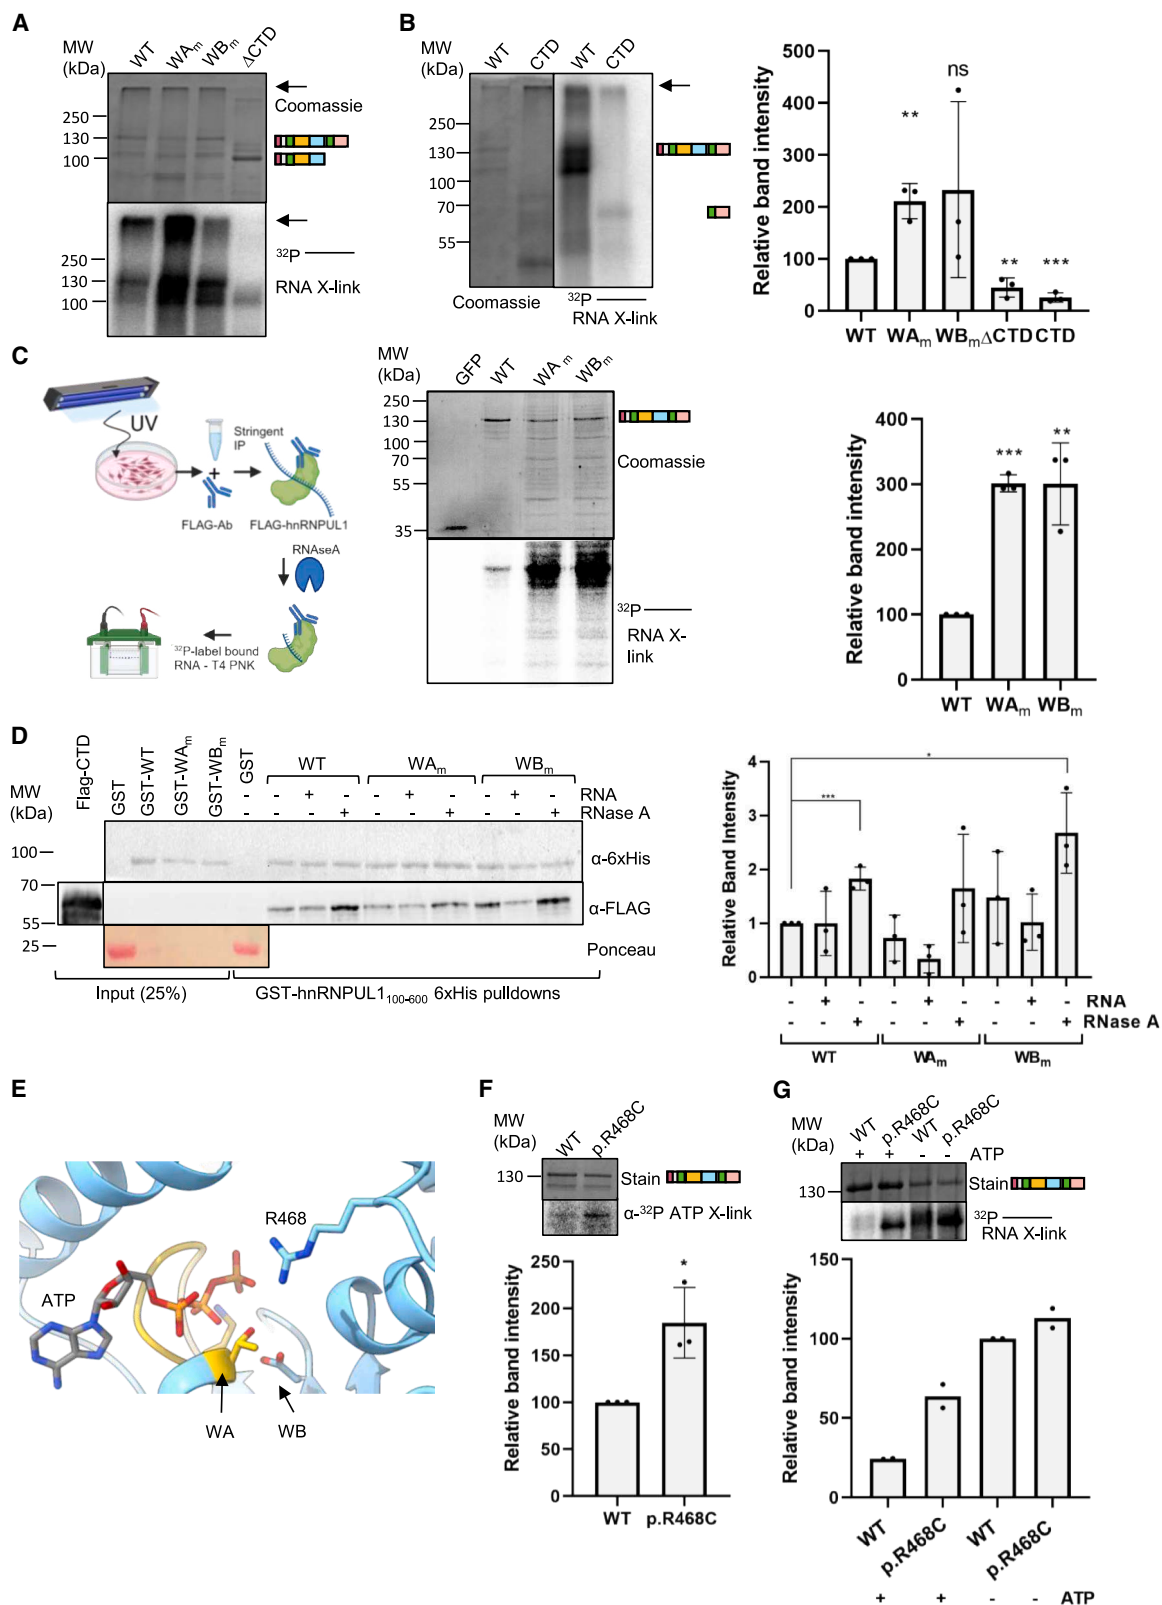 A
MW
(kDa)
WT
WAm
WBm
ΔCTD
Coomassie
250
130
100
250
130
100
32P
RNA X-link
B
MW
(kDa)
WT
CTD
WT
CTD
250
130
100
70
55
Coomassie
32P
RNA X-link
Relative band intensity
500
400
300
200
100
0
**
ns
**
***
WT
WAm
WBm
ΔCTD
CTD
C
UV
+
FLAG-Ab
Stringent
IP
FLAG-hnRNPUL1
RNAseA
32P-label bound
RNA - T4 PNK
MW
(kDa)
GFP
WT
WA m
WBm
250
130
100
70
55
35
Coomassie
32P
RNA X-
link
Relative band intensity
400
300
200
100
0
***
**
WT
WAm
WBm
D
MW
(kDa)
Flag-CTD
GST
GST-WT
GST-WAm
GST-WBm
GST
WT
WAm
WBm
- - + - - + - - + - RNA
- - - + - - + - - + RNase A
100
70
55
25
α-6xHis
α-FLAG
Ponceau
Input (25%)
GST-hnRNPUL1100-600 6xHis pulldowns
Relative Band Intensity
4
3
2
1
0
***
*
- + - - + - - + - RNA
- - + - - + - - + RNase A
WT
WAm
WBm
E
ATP
R468
WA
WB
F
MW
(kDa)
WT
p.R468C
130
Stain
α-32P ATP X-link
Relative band intensity
250
200
150
100
50
0
*
WT
p.R468C
G
MW
(kDa)
WT
p.R468C
WT
p.R468C
+ + - - ATP
130
Stain
32P
RNA X-link
Relative band intensity
150
100
50
0
WT
p.R468C
WT
p.R468C
+ + - - ATP